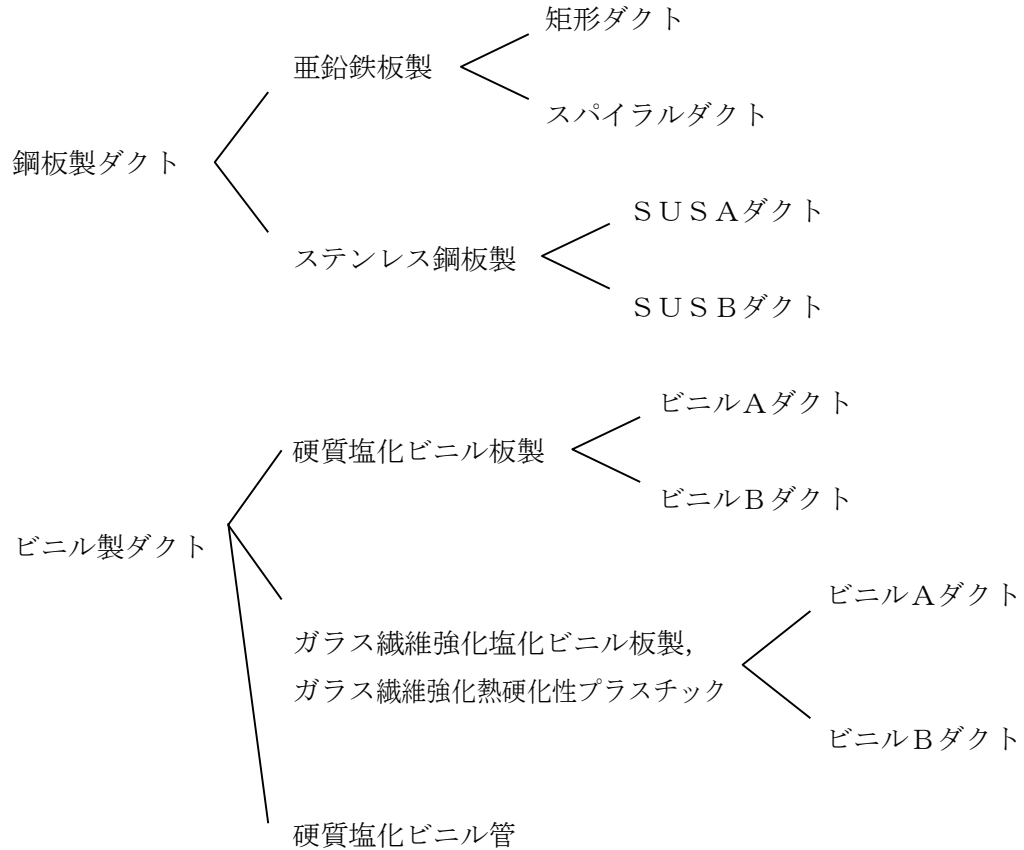 矩形ダクト
亜鉛鉄板製
スパイラルダクト
鋼板製ダクト
ＳＵＳＡダクト
ステンレス鋼板製
ＳＵＳＢダクト
ビニルＡダクト
硬質塩化ビニル板製
ビニルＢダクト
ビニル製ダクト
ビニルＡダクト
ガラス繊維強化塩化ビニル板製，
ガラス繊維強化熱硬化性プラスチック
ビニルＢダクト
硬質塩化ビニル管